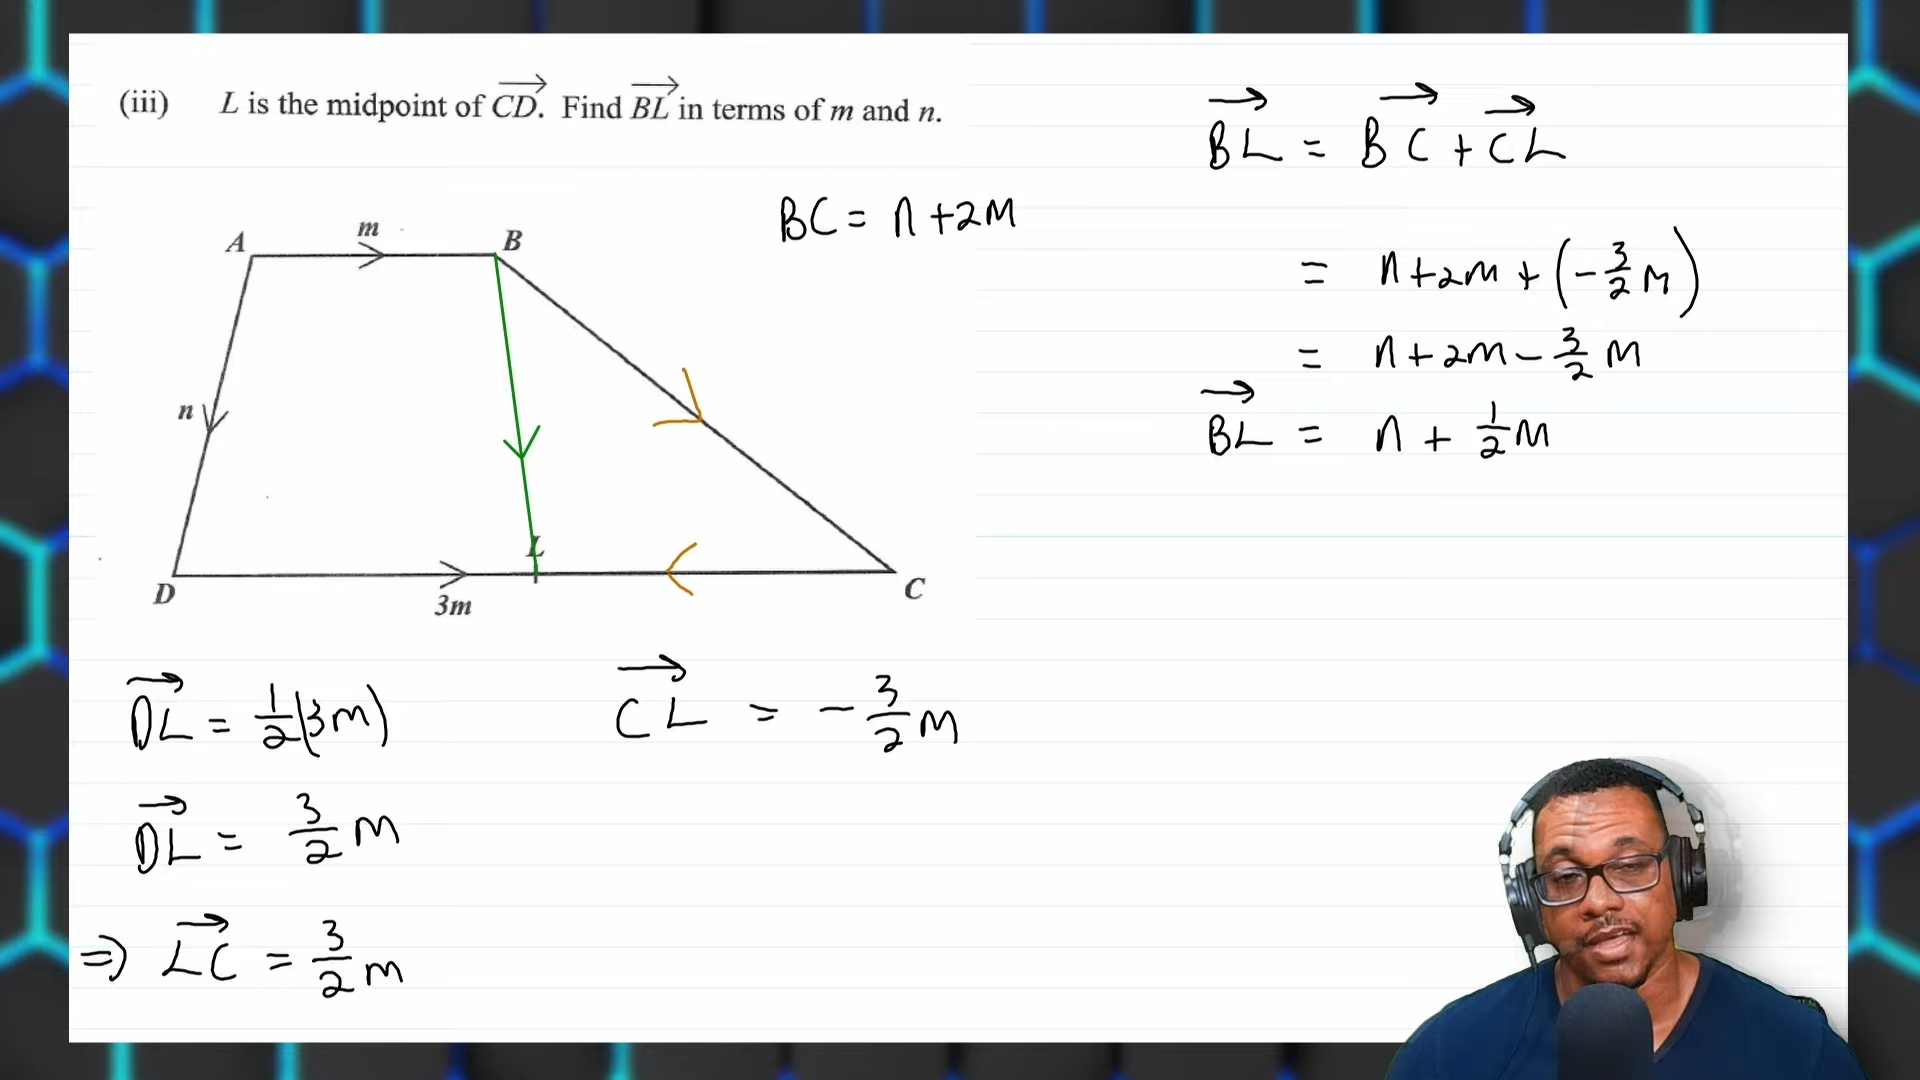 (iii) L is the midpoint of CD. Find BL in terms of m and n.
A m B
BC = n + 2m
n
L
D 3m C
DL = 1/2 (3m)
DL = 3/2 m
⇒ LC = 3/2 m
CL = - 3/2 m
BL = BC + CL
= n + 2m + (- 3/2 m)
= n + 2m - 3/2 m
BL = n + 1/2 m